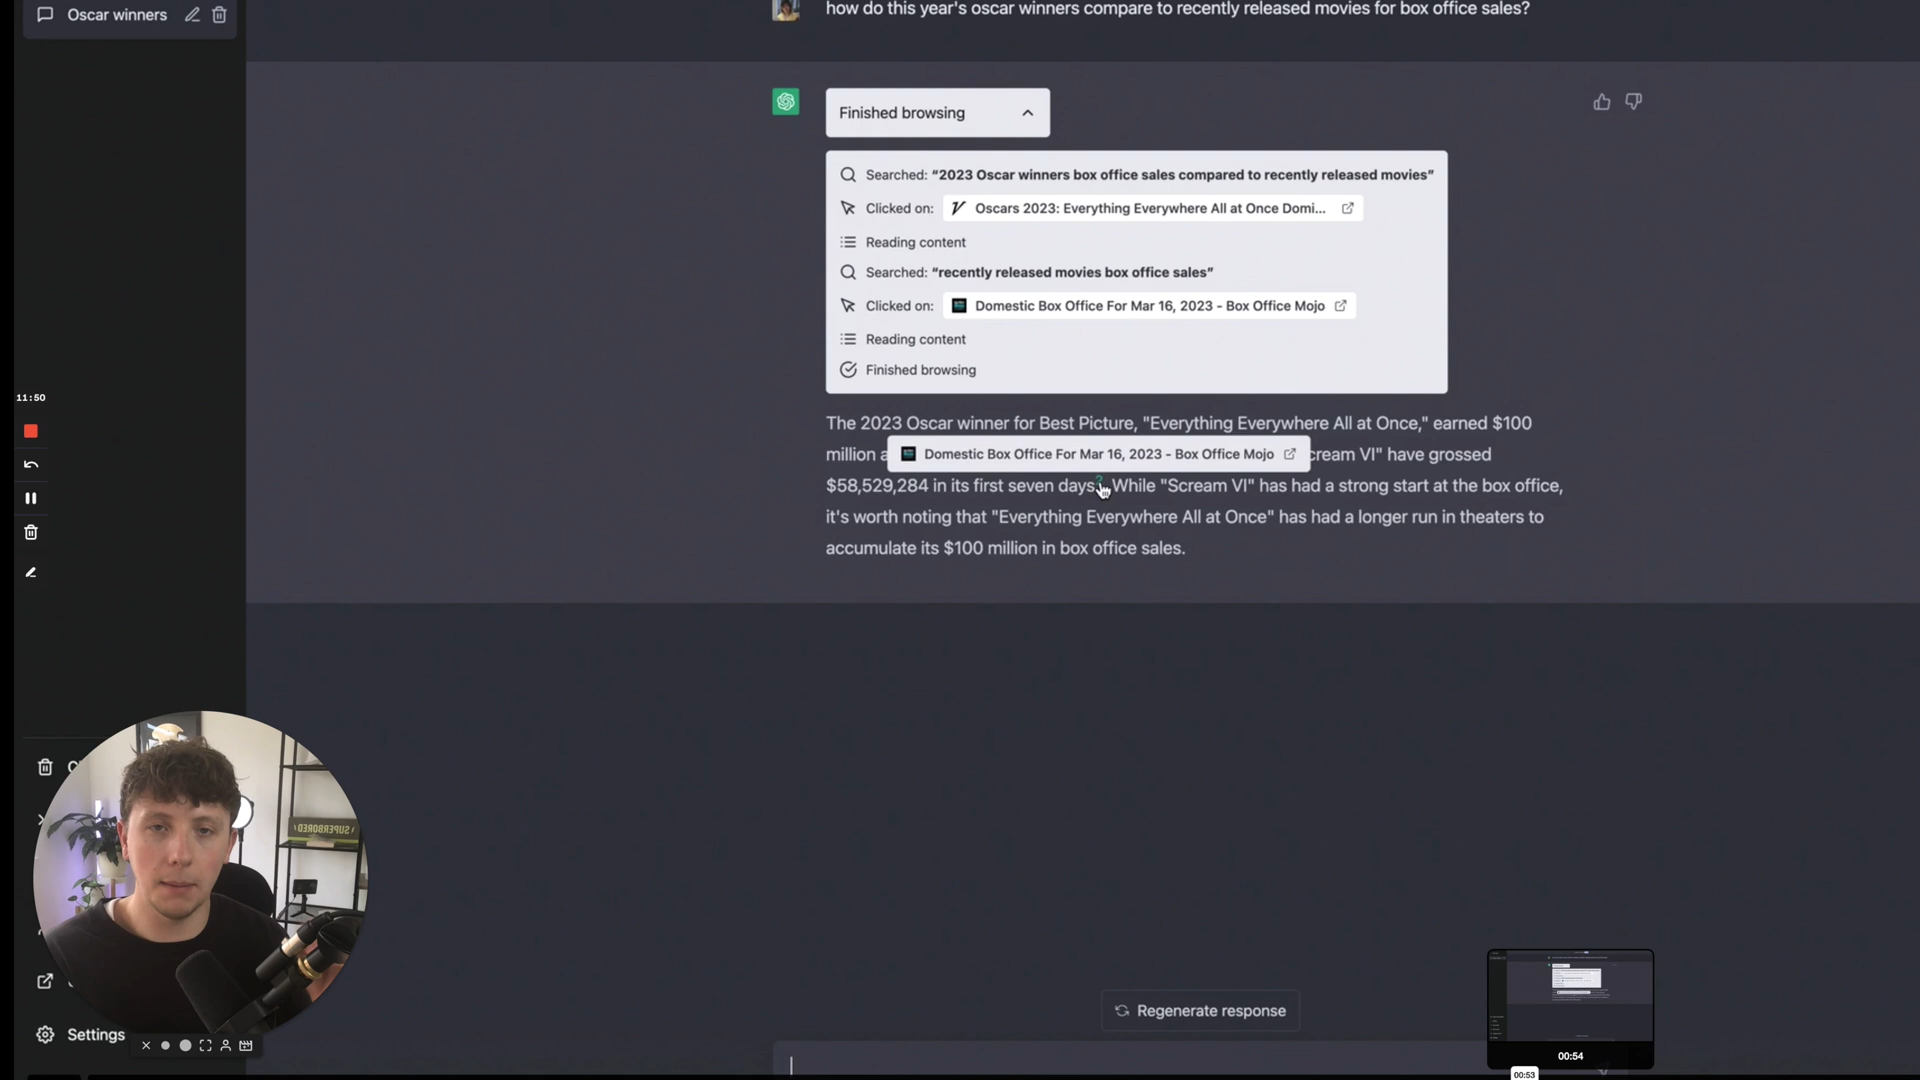 Oscar winners
how do this year's oscar winners compare to recently released movies for box office sales?
Finished browsing
Searched: “2023 Oscar winners box office sales compared to recently released movies”
Clicked on: Oscars 2023: Everything Everywhere All at Once Domi...
Reading content
Searched: “recently released movies box office sales”
Clicked on: Domestic Box Office For Mar 16, 2023 - Box Office Mojo
Reading content
Finished browsing
The 2023 Oscar winner for Best Picture, "Everything Everywhere All at Once," earned $100
million a
Domestic Box Office For Mar 16, 2023 - Box Office Mojo
cream VI" have grossed
$58,529,284 in its first seven days. While "Scream VI" has had a strong start at the box office,
it's worth noting that "Everything Everywhere All at Once" has had a longer run in theaters to
accumulate its $100 million in box office sales.
11:50
SUPERBORED
Settings
Regenerate response
00:54
00:53